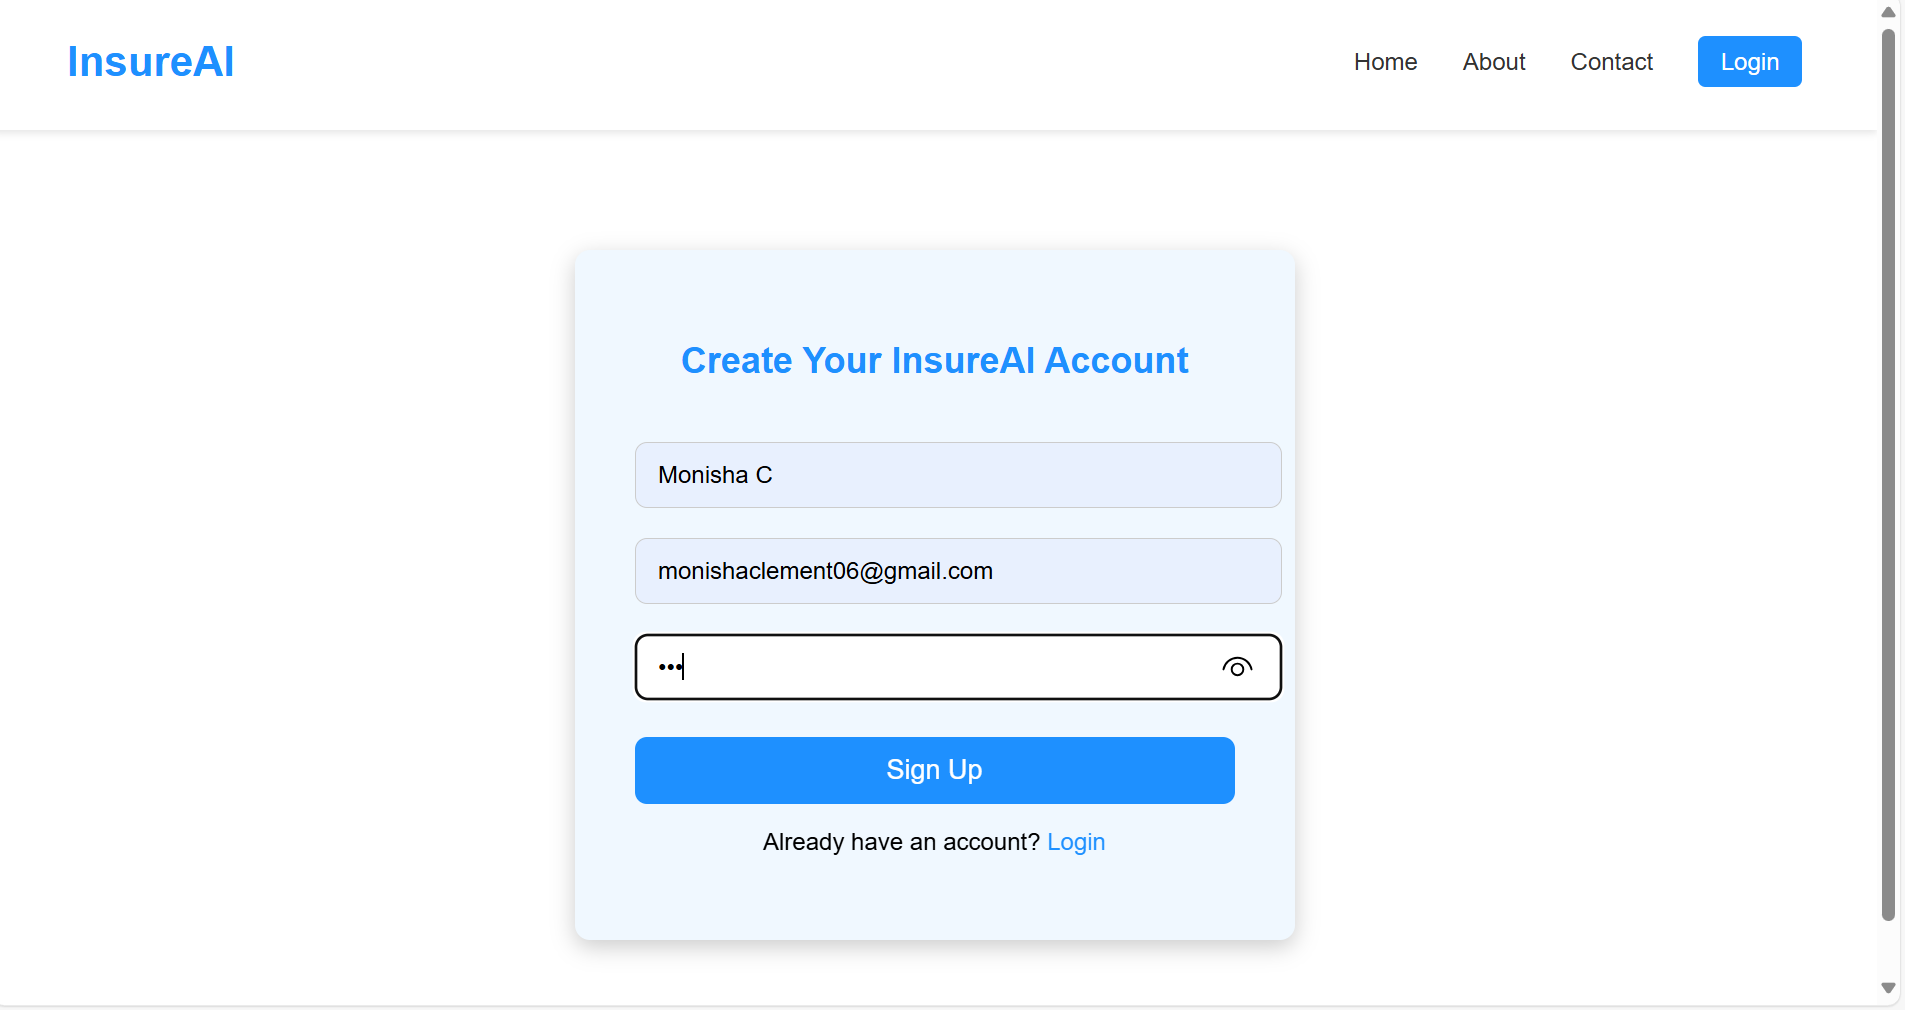 InsureAI
Home About Contact Login
Create Your InsureAI Account
Monisha C
monishaclement06@gmail.com
•••
Sign Up
Already have an account? Login